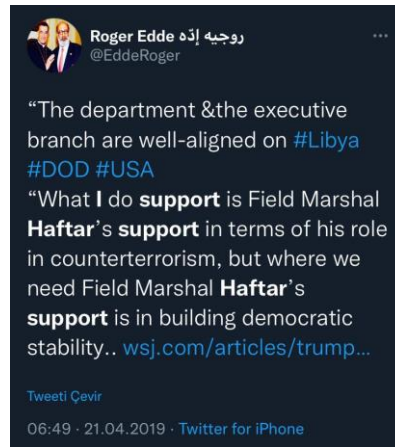 Roger Edde روجيه إدّه
@EddeRoger
“The department &the executive
branch are well-aligned on #Libya
#DOD #USA
“What I do support is Field Marshal
Haftar’s support in terms of his role
in counterterrorism, but where we
need Field Marshal Haftar’s
support is in building democratic
stability.. wsj.com/articles/trump…
Tweeti Çevir
06:49 · 21.04.2019 · Twitter for iPhone